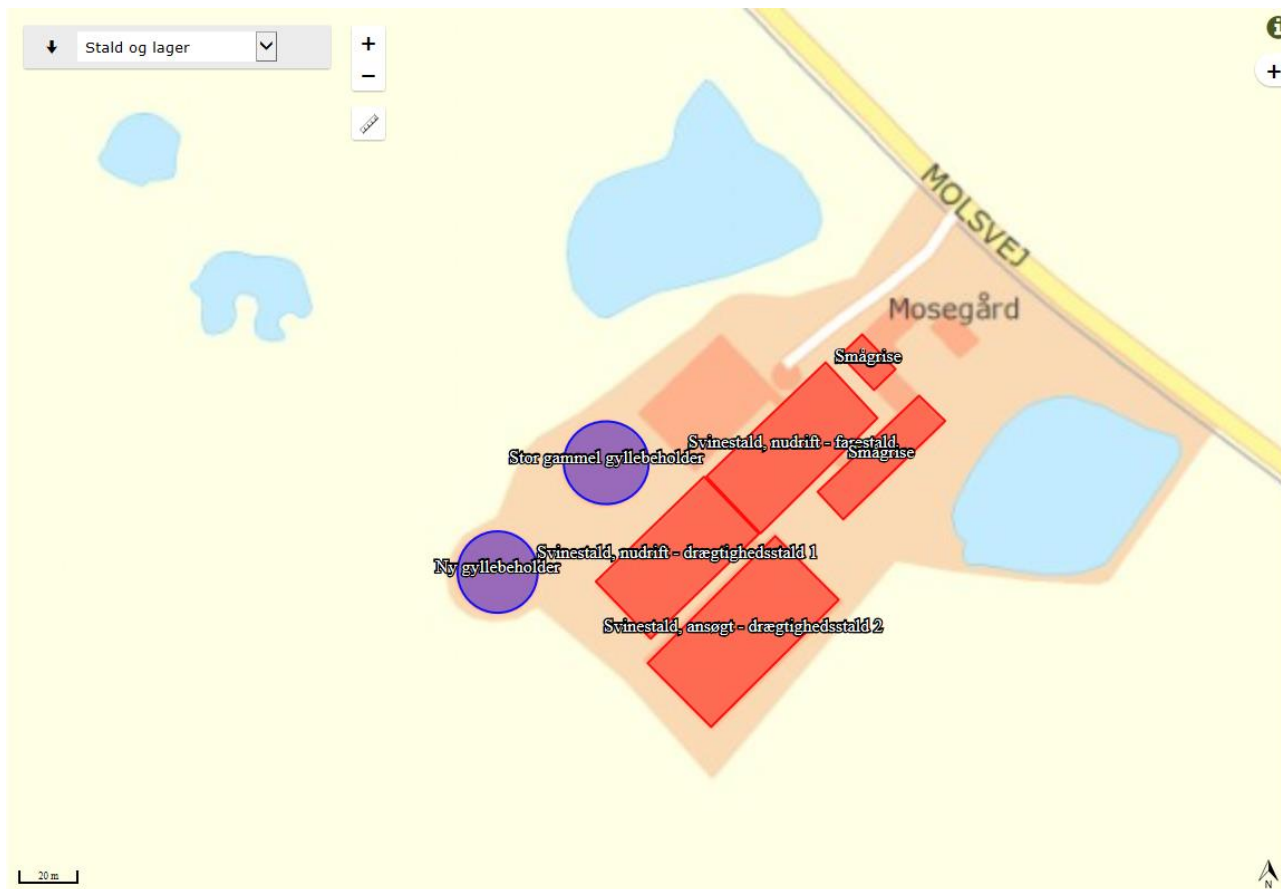 Stald og lager
+
−
i
+
MOLSVEJ
Mosegård
Smågrise
Svinestald, nudrift - farestald
Smågrise
Stor gammel gyllebeholder
Svinestald, nudrift - drægtighedsstald 1
Ny gyllebeholder
Svinestald, ansøgt - drægtighedsstald 2
20 m
N